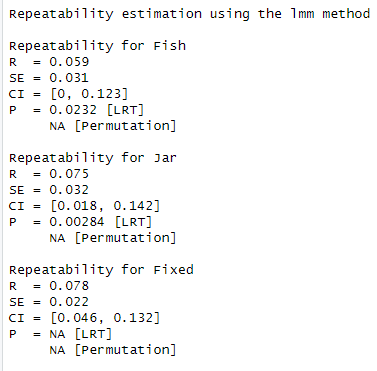 Repeatability estimation using the lmm method
Repeatability for Fish
R  = 0.059
SE = 0.031
CI = [0, 0.123]
P  = 0.0232 [LRT]
     NA [Permutation]
Repeatability for Jar
R  = 0.075
SE = 0.032
CI = [0.018, 0.142]
P  = 0.00284 [LRT]
     NA [Permutation]
Repeatability for Fixed
R  = 0.078
SE = 0.022
CI = [0.046, 0.132]
P  = NA [LRT]
     NA [Permutation]